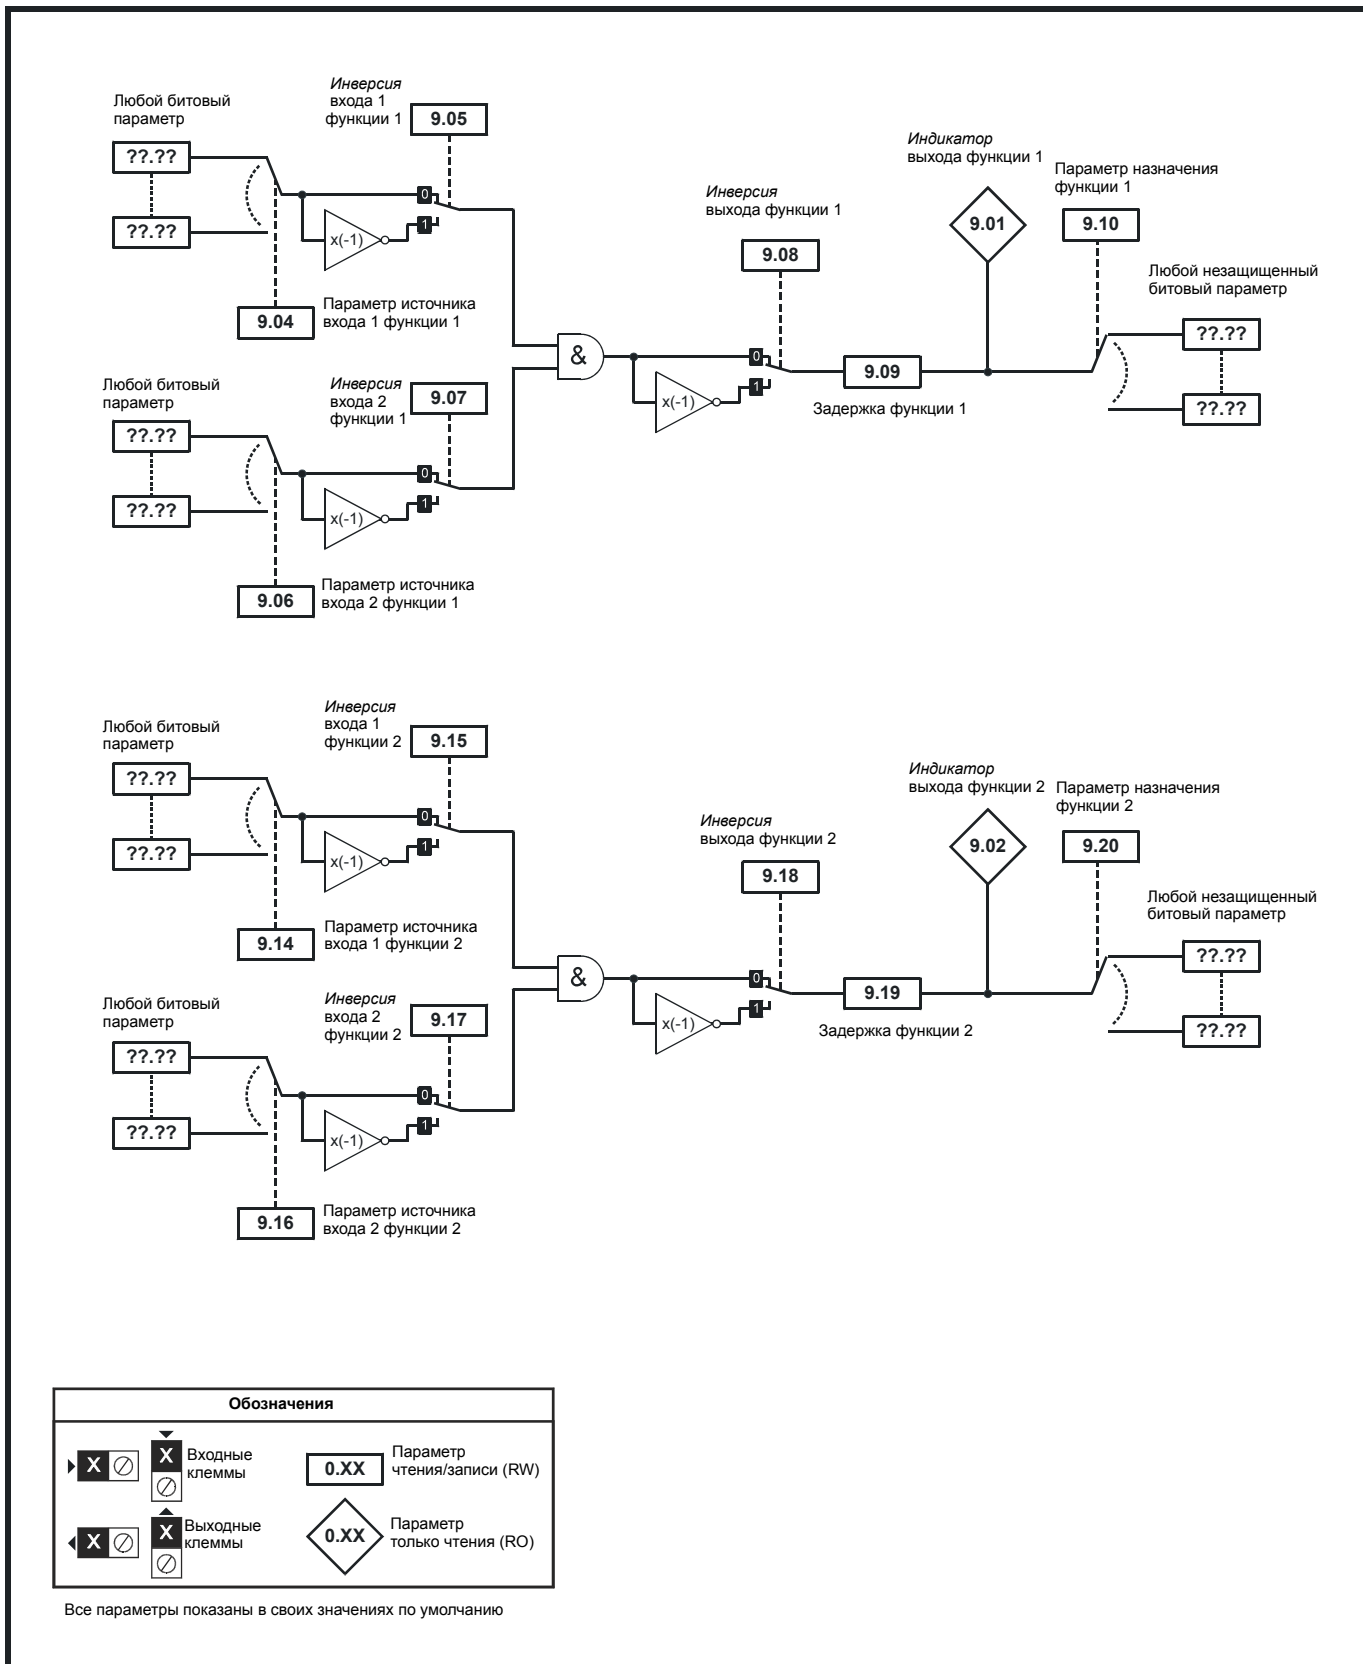 Любой битовый
параметр
??.??
??.??
Инверсия
входа 1
функции 1
9.05
0
1
x(-1)
9.04
Параметр источника
входа 1 функции 1
Любой битовый
параметр
??.??
??.??
Инверсия
входа 2
функции 1
9.07
0
1
x(-1)
9.06
Параметр источника
входа 2 функции 1
&
Инверсия
выхода функции 1
9.08
0
1
x(-1)
9.09
Задержка функции 1
Индикатор
выхода функции 1
9.01
Параметр назначения
функции 1
9.10
Любой незащищенный
битовый параметр
??.??
??.??
Любой битовый
параметр
??.??
??.??
Инверсия
входа 1
функции 2
9.15
0
1
x(-1)
9.14
Параметр источника
входа 1 функции 2
Любой битовый
параметр
??.??
??.??
Инверсия
входа 2
функции 2
9.17
0
1
x(-1)
9.16
Параметр источника
входа 2 функции 2
&
Инверсия
выхода функции 2
9.18
0
1
x(-1)
9.19
Задержка функции 2
Индикатор
выхода функции 2
9.02
Параметр назначения
функции 2
9.20
Любой незащищенный
битовый параметр
??.??
??.??
Обозначения
X
X
Входные
клеммы
0.XX
Параметр
чтения/записи (RW)
X
X
Выходные
клеммы
0.XX
Параметр
только чтения (RO)
Все параметры показаны в своих значениях по умолчанию